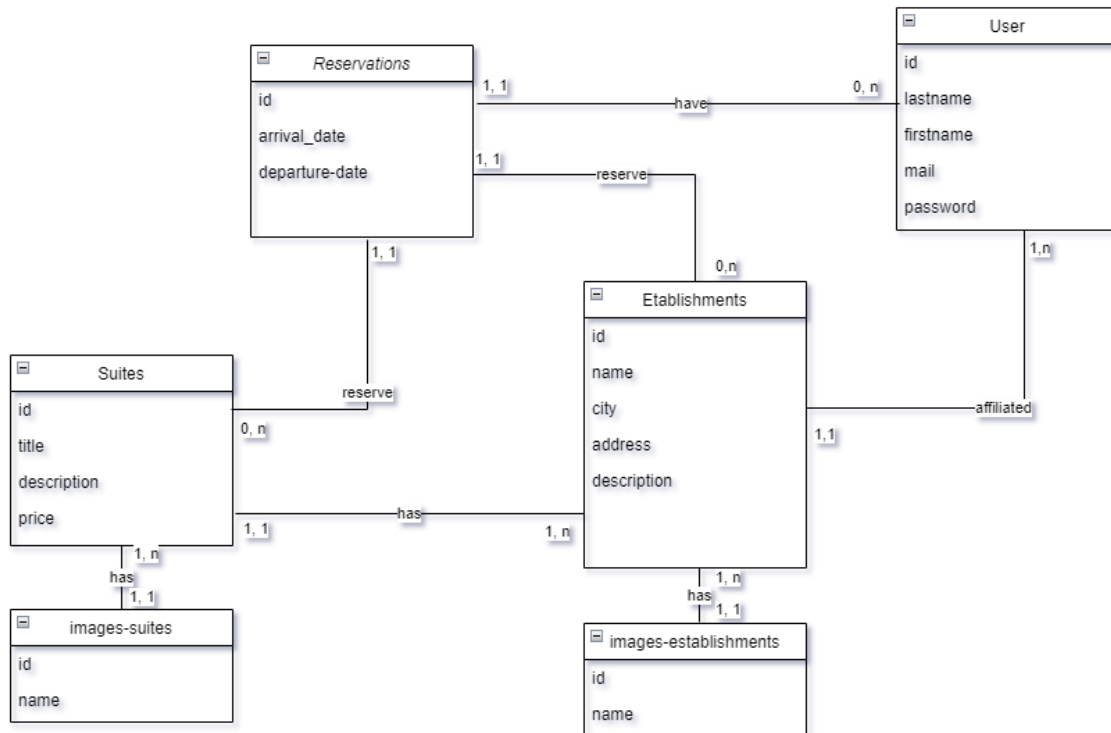 User
id
lastname
firstname
mail
password
Reservations
id
arrival_date
departure-date
1, 1
0, n
have
1, 1
reserve
0,n
1, 1
reserve
0, n
1,n
affiliated
1,1
Etablishments
id
name
city
address
description
Suites
id
title
description
price
1, 1
has
1, n
1, n
has
1, 1
images-suites
id
name
1, n
has
1, 1
images-establishments
id
name